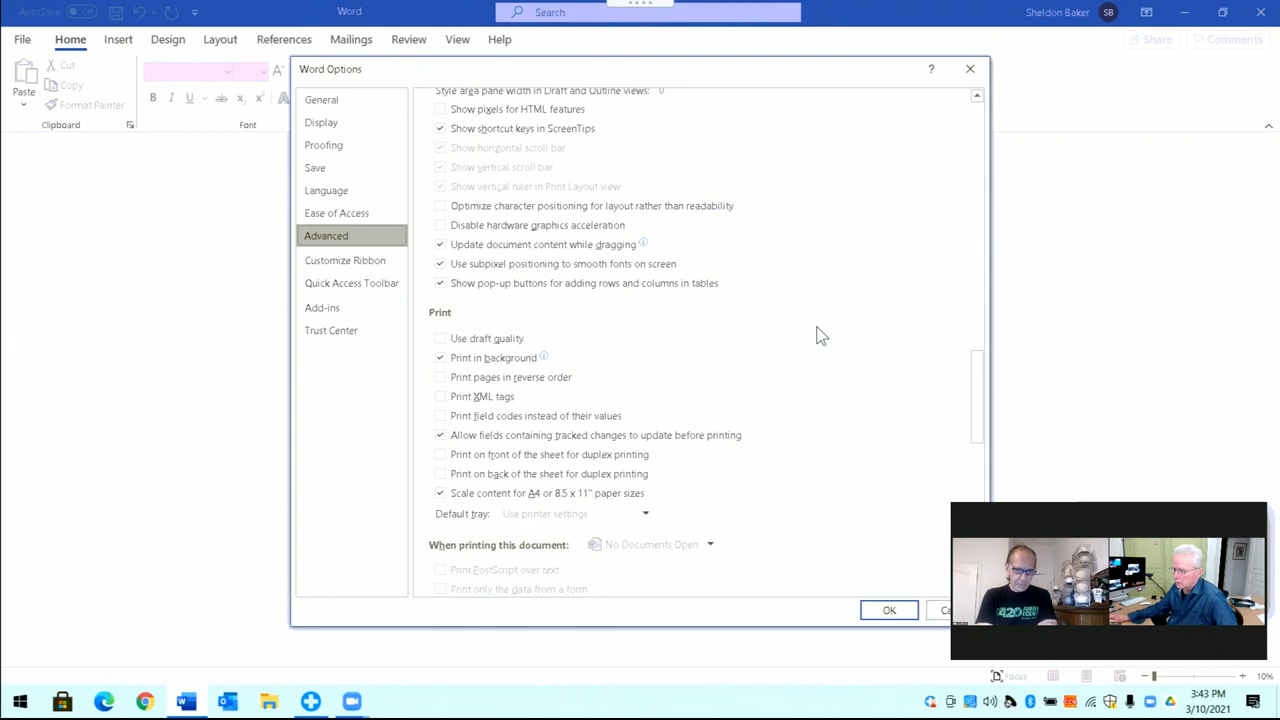 AutoSave Off Word Search Sheldon Baker SB
File Home Insert Design Layout References Mailings Review View Help Share Comments
Paste
Cut
Copy
Format Painter
Clipboard
Font
Word Options
General
Display
Proofing
Save
Language
Ease of Access
Advanced
Customize Ribbon
Quick Access Toolbar
Add-ins
Trust Center
Style area pane width in Draft and Outline views: 0
Show pixels for HTML features
Show shortcut keys in ScreenTips
Show horizontal scroll bar
Show vertical scroll bar
Show vertical ruler in Print Layout view
Optimize character positioning for layout rather than readability
Disable hardware graphics acceleration
Update document content while dragging
Use subpixel positioning to smooth fonts on screen
Show pop-up buttons for adding rows and columns in tables
Print
Use draft quality
Print in background
Print pages in reverse order
Print XML tags
Print field codes instead of their values
Allow fields containing tracked changes to update before printing
Print on front of the sheet for duplex printing
Print on back of the sheet for duplex printing
Scale content for A4 or 8.5 x 11" paper sizes
Default tray: Use printer settings
When printing this document: No Documents Open
Print PostScript over text
Print only the data from a form
OK
Ca
420
Focus
10%
3:43 PM
3/10/2021